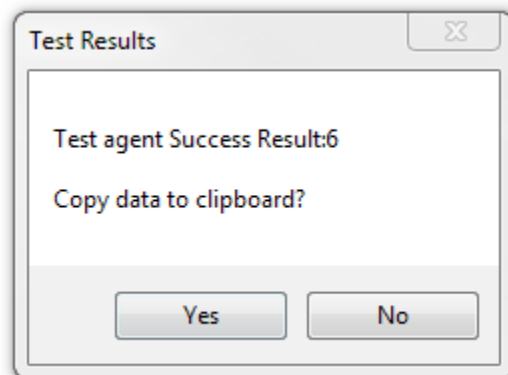 Test Results
Test agent Success Result:6
Copy data to clipboard?
Yes
No